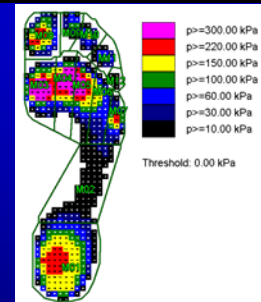 p>=300.00 kPa
p>=220.00 kPa
p>=150.00 kPa
p>=100.00 kPa
p>=60.00 kPa
p>=30.00 kPa
p>=10.00 kPa
Threshold: 0.00 kPa
M02
M01